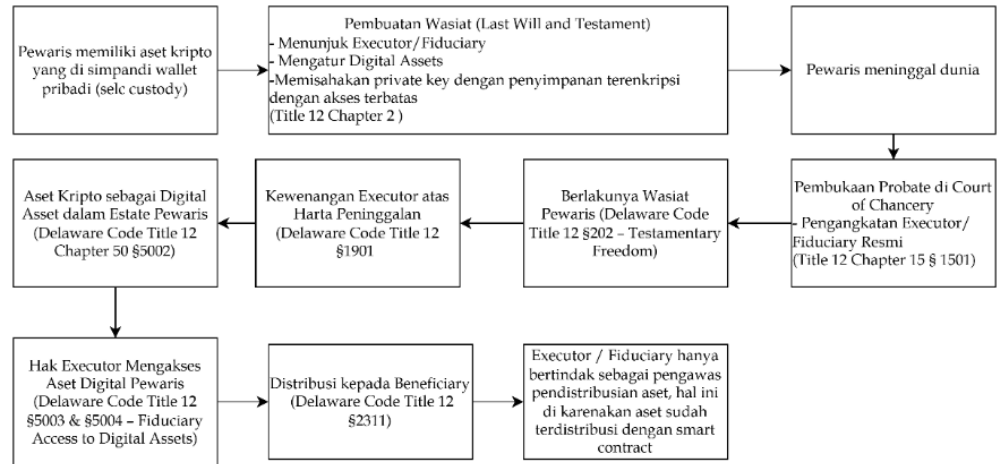 Pewaris memiliki aset kripto
yang di simpandi wallet
pribadi (selc custody)
Pembuatan Wasiat (Last Will and Testament)
- Menunjuk Executor/Fiduciary
- Mengatur Digital Assets
-Memisahakan private key dengan penyimpanan terenkripsi
dengan akses terbatas
(Title 12 Chapter 2 )
Pewaris meninggal dunia
Pembukaan Probate di Court
of Chancery
- Pengangkatan Executor/
Fiduciary Resmi
(Title 12 Chapter 15 § 1501)
Berlakunya Wasiat
Pewaris (Delaware Code
Title 12 §202 – Testamentary
Freedom)
Kewenangan Executor atas
Harta Peninggalan
(Delaware Code Title 12
§1901
Aset Kripto sebagai Digital
Asset dalam Estate Pewaris
(Delaware Code Title 12
Chapter 50 §5002)
Hak Executor Mengakses
Aset Digital Pewaris
(Delaware Code Title 12
§5003 & §5004 – Fiduciary
Access to Digital Assets)
Distribusi kepada Beneficiary
(Delaware Code Title 12
§2311)
Executor / Fiduciary hanya
bertindak sebagai pengawas
pendistribusian aset, hal ini
di karenakan aset sudah
terdistribusi dengan smart
contract